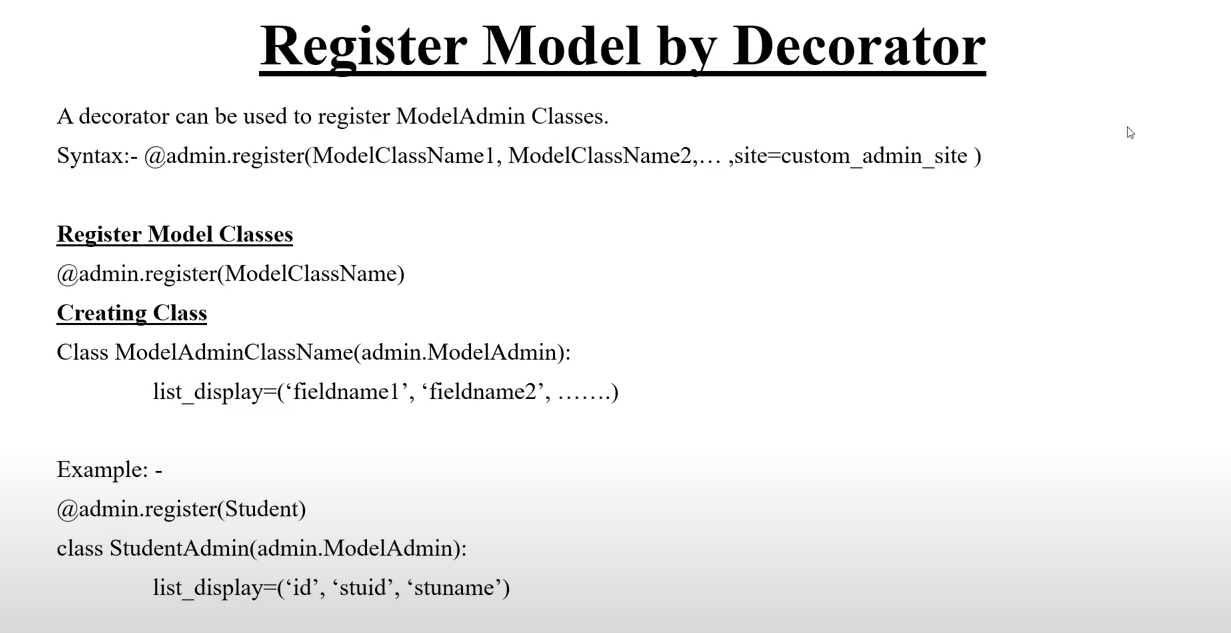 Register Model by Decorator
A decorator can be used to register ModelAdmin Classes.
Syntax:- @admin.register(ModelClassName1, ModelClassName2,… ,site=custom_admin_site )
Register Model Classes
@admin.register(ModelClassName)
Creating Class
Class ModelAdminClassName(admin.ModelAdmin):
list_display=(‘fieldname1’, ‘fieldname2’, …….)
Example: -
@admin.register(Student)
class StudentAdmin(admin.ModelAdmin):
list_display=(‘id’, ‘stuid’, ‘stuname’)